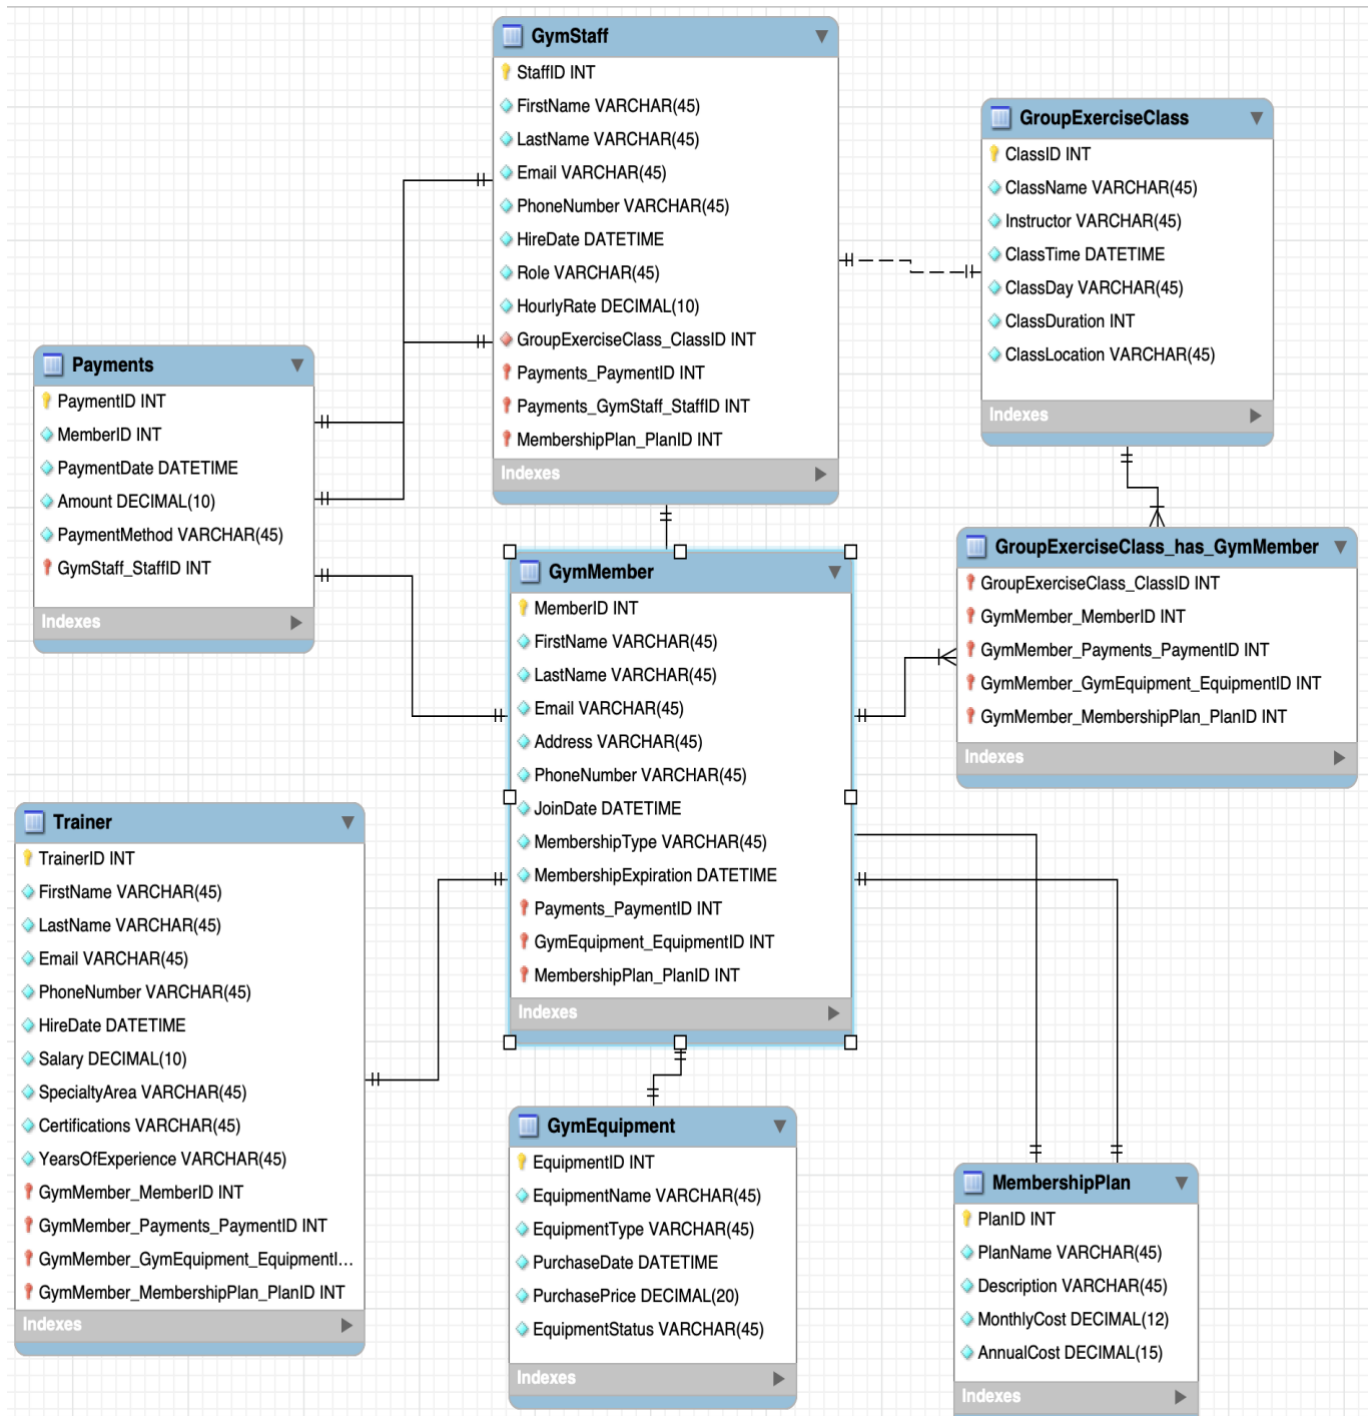 GymStaff
StaffID INT
FirstName VARCHAR(45)
LastName VARCHAR(45)
Email VARCHAR(45)
PhoneNumber VARCHAR(45)
HireDate DATETIME
Role VARCHAR(45)
HourlyRate DECIMAL(10)
GroupExerciseClass_ClassID INT
Payments_PaymentID INT
Payments_GymStaff_StaffID INT
MembershipPlan_PlanID INT
Indexes
GroupExerciseClass
ClassID INT
ClassName VARCHAR(45)
Instructor VARCHAR(45)
ClassTime DATETIME
ClassDay VARCHAR(45)
ClassDuration INT
ClassLocation VARCHAR(45)
Indexes
Payments
PaymentID INT
MemberID INT
PaymentDate DATETIME
Amount DECIMAL(10)
PaymentMethod VARCHAR(45)
GymStaff_StaffID INT
Indexes
GymMember
MemberID INT
FirstName VARCHAR(45)
LastName VARCHAR(45)
Email VARCHAR(45)
Address VARCHAR(45)
PhoneNumber VARCHAR(45)
JoinDate DATETIME
MembershipType VARCHAR(45)
MembershipExpiration DATETIME
Payments_PaymentID INT
GymEquipment_EquipmentID INT
MembershipPlan_PlanID INT
Indexes
GroupExerciseClass_has_GymMember
GroupExerciseClass_ClassID INT
GymMember_MemberID INT
GymMember_Payments_PaymentID INT
GymMember_GymEquipment_EquipmentID INT
GymMember_MembershipPlan_PlanID INT
Indexes
Trainer
TrainerID INT
FirstName VARCHAR(45)
LastName VARCHAR(45)
Email VARCHAR(45)
PhoneNumber VARCHAR(45)
HireDate DATETIME
Salary DECIMAL(10)
SpecialtyArea VARCHAR(45)
Certifications VARCHAR(45)
YearsOfExperience VARCHAR(45)
GymMember_MemberID INT
GymMember_Payments_PaymentID INT
GymMember_GymEquipment_EquipmentI...
GymMember_MembershipPlan_PlanID INT
Indexes
GymEquipment
EquipmentID INT
EquipmentName VARCHAR(45)
EquipmentType VARCHAR(45)
PurchaseDate DATETIME
PurchasePrice DECIMAL(20)
EquipmentStatus VARCHAR(45)
Indexes
MembershipPlan
PlanID INT
PlanName VARCHAR(45)
Description VARCHAR(45)
MonthlyCost DECIMAL(12)
AnnualCost DECIMAL(15)
Indexes